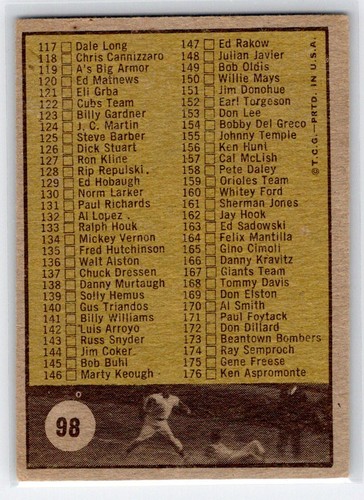 117 Dale Long
118 Chris Cannizzaro
119 A's Big Armor
120 Ed Mathews
121 Eli Grba
122 Cubs Team
123 Billy Gardner
124 J. C. Martin
125 Steve Barber
126 Dick Stuart
127 Ron Kline
128 Rip Repulski
129 Ed Hobaugh
130 Norm Larker
131 Paul Richards
132 Al Lopez
133 Ralph Houk
134 Mickey Vernon
135 Fred Hutchinson
136 Walt Alston
137 Chuck Dressen
138 Danny Murtaugh
139 Solly Hemus
140 Gus Triandos
141 Billy Williams
142 Luis Arroyo
143 Russ Snyder
144 Jim Coker
145 Bob Buhl
146 Marty Keough
147 Ed Rakow
148 Julian Javier
149 Bob Oldis
150 Willie Mays
151 Jim Donohue
152 Earl Torgeson
153 Don Lee
154 Bobby Del Greco
155 Johnny Temple
156 Ken Hunt
157 Cal McLish
158 Pete Daley
159 Orioles Team
160 Whitey Ford
161 Sherman Jones
162 Jay Hook
163 Ed Sadowski
164 Felix Mantilla
165 Gino Cimoli
166 Danny Kravitz
167 Giants Team
168 Tommy Davis
169 Don Elston
170 Al Smith
171 Paul Foytack
172 Don Dillard
173 Beantown Bombers
174 Ray Semproch
175 Gene Freese
176 Ken Aspromonte
© T.C.G.—PRTD. IN U.S.A.
98